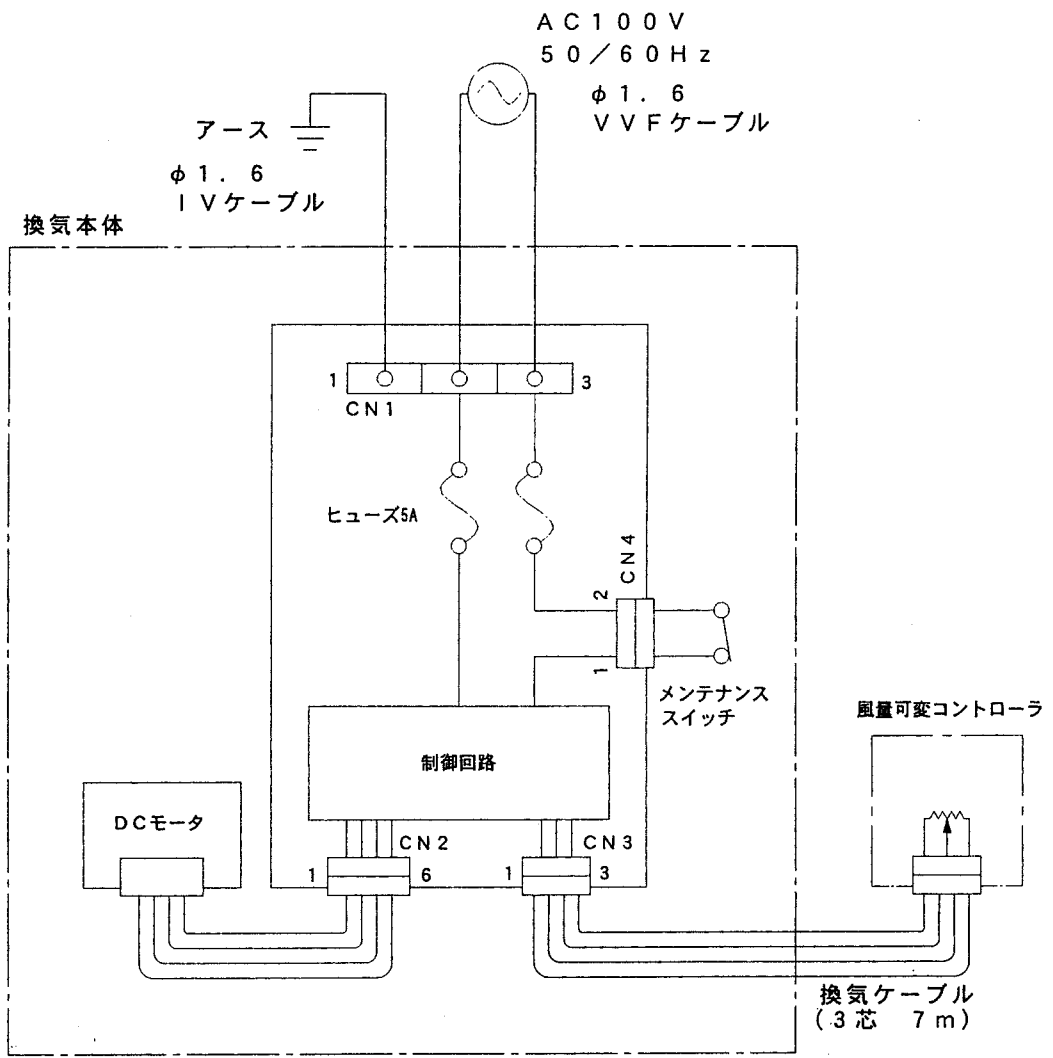 AC100V
50/60Hz
φ1.6
VVFケーブル
アース
φ1.6
IVケーブル
換気本体
1
3
CN1
ヒューズ5A
CN4
2
1
メンテナンス
スイッチ
風量可変コントローラ
制御回路
DCモータ
CN2
CN3
1
6
1
3
換気ケーブル
(3芯 7m)